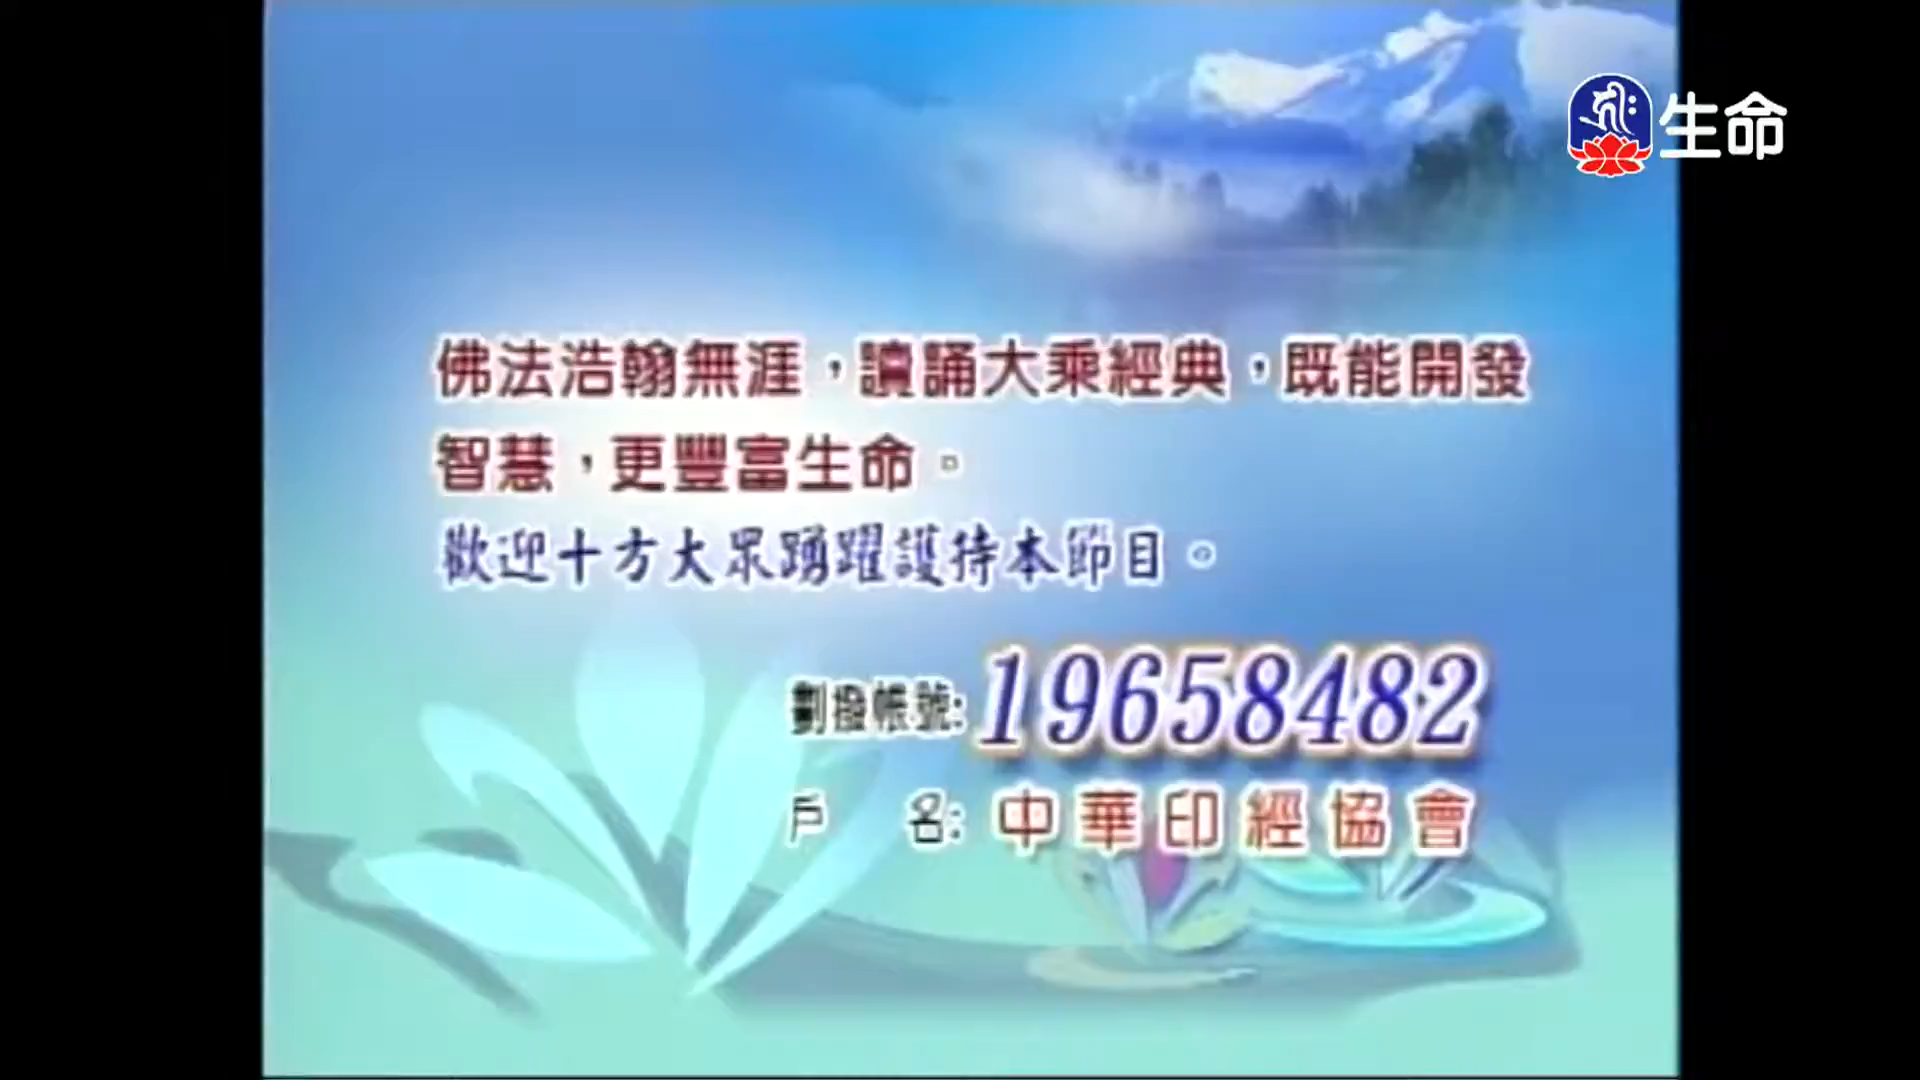 生命
佛法浩翰無涯，讀誦大乘經典，既能開發
智慧，更豐富生命。
歡迎十方大眾踴躍護持本節目。
劃撥帳號: 19658482
戶 名: 中華印經協會